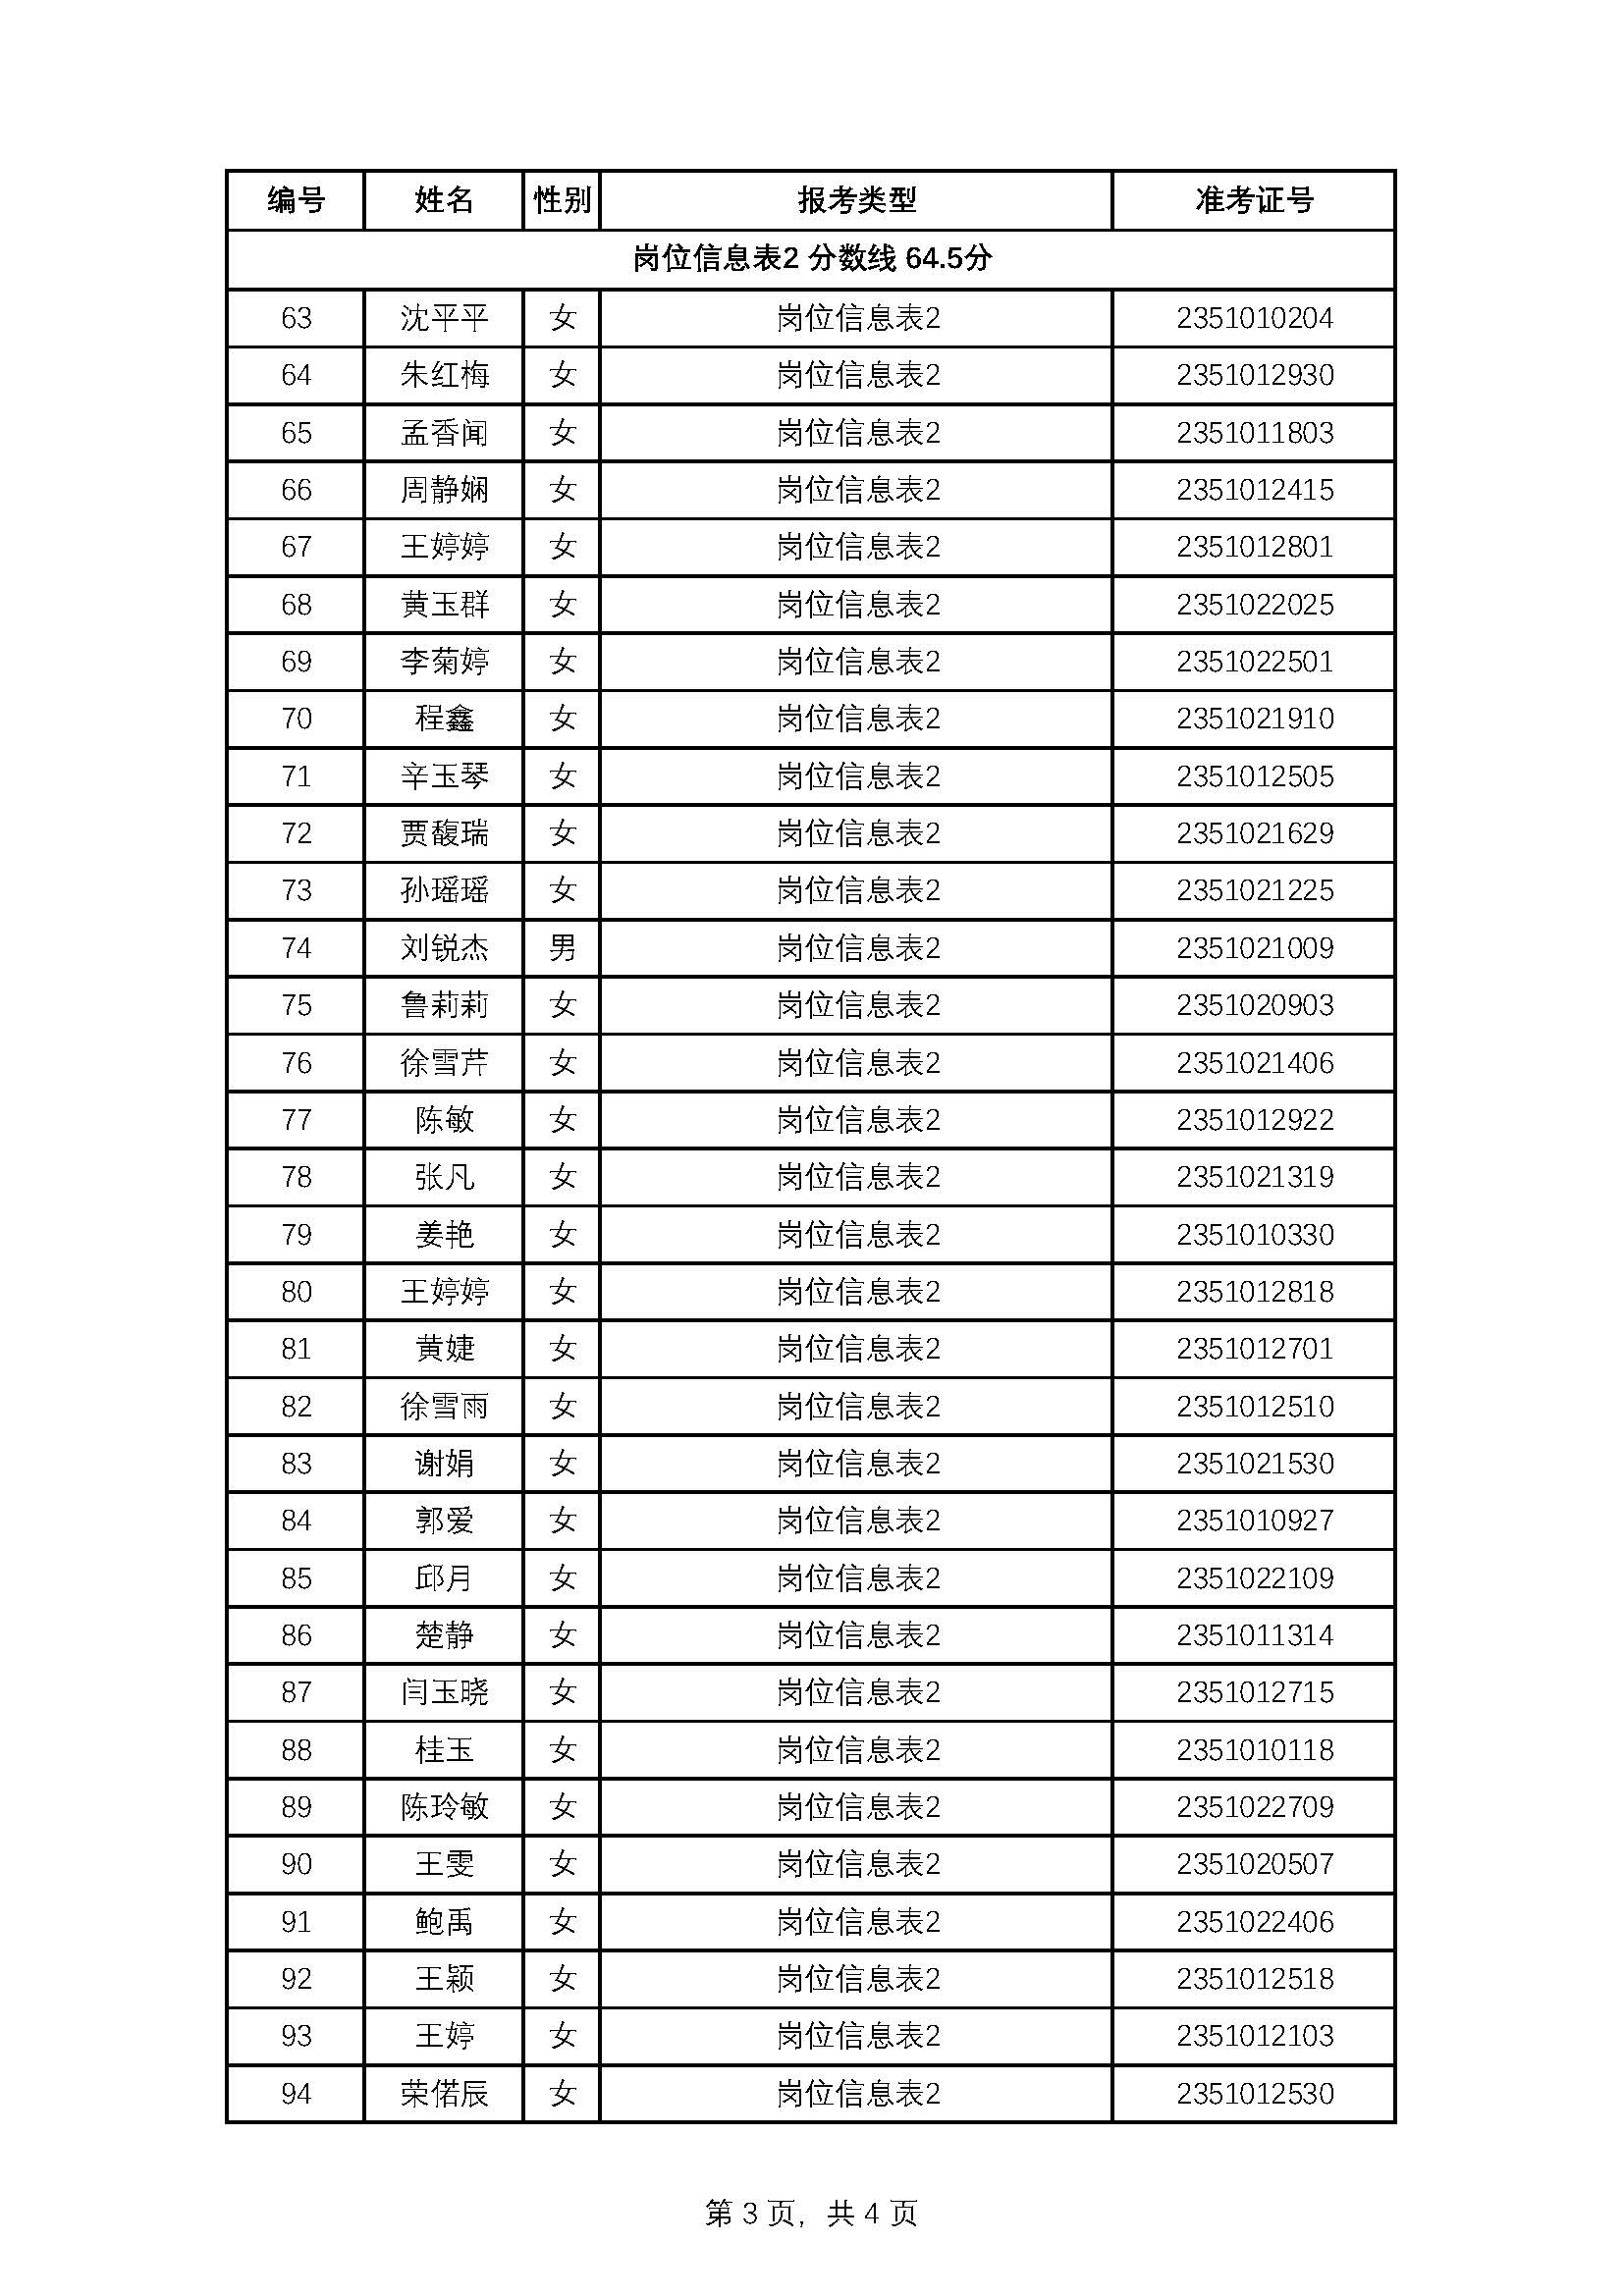 编号 姓名 性别 报考类型 准考证号
岗位信息表2 分数线 64.5分
63 沈平平 女 岗位信息表2 2351010204
64 朱红梅 女 岗位信息表2 2351012930
65 孟香闻 女 岗位信息表2 2351011803
66 周静娴 女 岗位信息表2 2351012415
67 王婷婷 女 岗位信息表2 2351012801
68 黄玉群 女 岗位信息表2 2351022025
69 李菊婷 女 岗位信息表2 2351022501
70 程鑫 女 岗位信息表2 2351021910
71 辛玉琴 女 岗位信息表2 2351012505
72 贾馥瑞 女 岗位信息表2 2351021629
73 孙瑶瑶 女 岗位信息表2 2351021225
74 刘锐杰 男 岗位信息表2 2351021009
75 鲁莉莉 女 岗位信息表2 2351020903
76 徐雪芹 女 岗位信息表2 2351021406
77 陈敏 女 岗位信息表2 2351012922
78 张凡 女 岗位信息表2 2351021319
79 姜艳 女 岗位信息表2 2351010330
80 王婷婷 女 岗位信息表2 2351012818
81 黄婕 女 岗位信息表2 2351012701
82 徐雪雨 女 岗位信息表2 2351012510
83 谢娟 女 岗位信息表2 2351021530
84 郭爱 女 岗位信息表2 2351010927
85 邱月 女 岗位信息表2 2351022109
86 楚静 女 岗位信息表2 2351011314
87 闫玉晓 女 岗位信息表2 2351012715
88 桂玉 女 岗位信息表2 2351010118
89 陈玲敏 女 岗位信息表2 2351022709
90 王雯 女 岗位信息表2 2351020507
91 鲍禹 女 岗位信息表2 2351022406
92 王颖 女 岗位信息表2 2351012518
93 王婷 女 岗位信息表2 2351012103
94 荣偌辰 女 岗位信息表2 2351012530
第 3 页，共 4 页